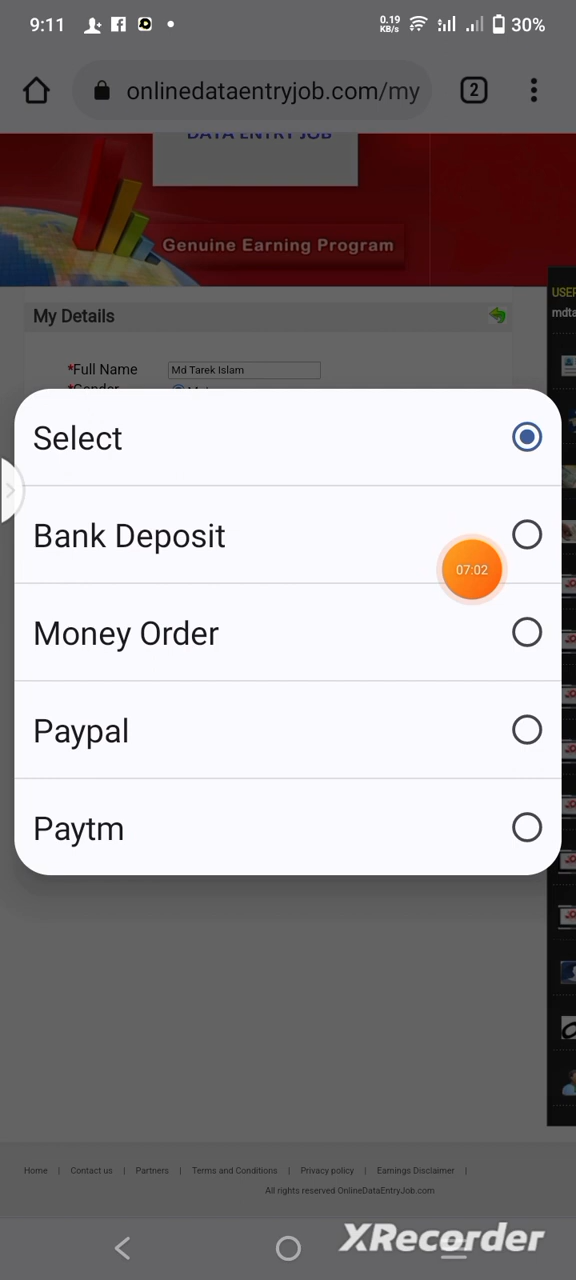 9:11
0.19
KB/s
30%
onlinedataentryjob.com/my
2
DATA ENTRY JOB
Genuine Earning Program
My Details
USER
mdta
*Full Name
Md Tarek Islam
*Gender
Select
Bank Deposit
07:02
Money Order
Paypal
Paytm
Home | Contact us | Partners | Terms and Conditions | Privacy policy | Earnings Disclaimer |
All rights reserved OnlineDataEntryJob.com
XRecorder